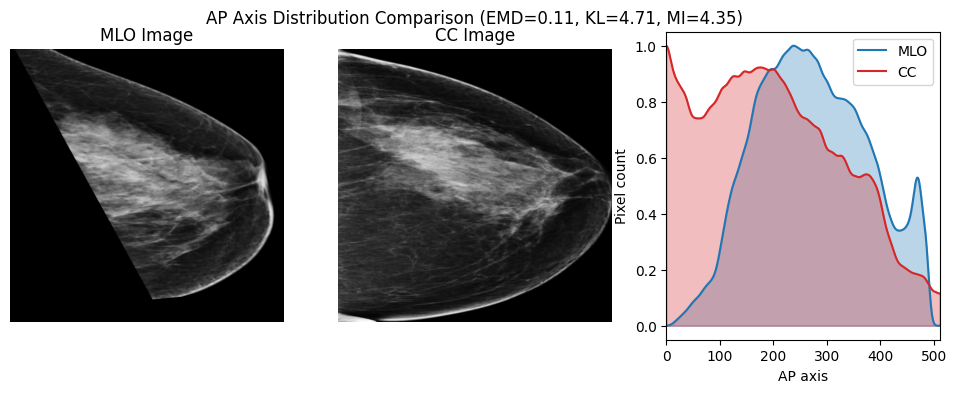 AP Axis Distribution Comparison (EMD=0.11, KL=4.71, MI=4.35)
MLO Image
CC Image
MLO
CC
Pixel count
1.0
0.8
0.6
0.4
0.2
0.0
0 100 200 300 400 500
AP axis